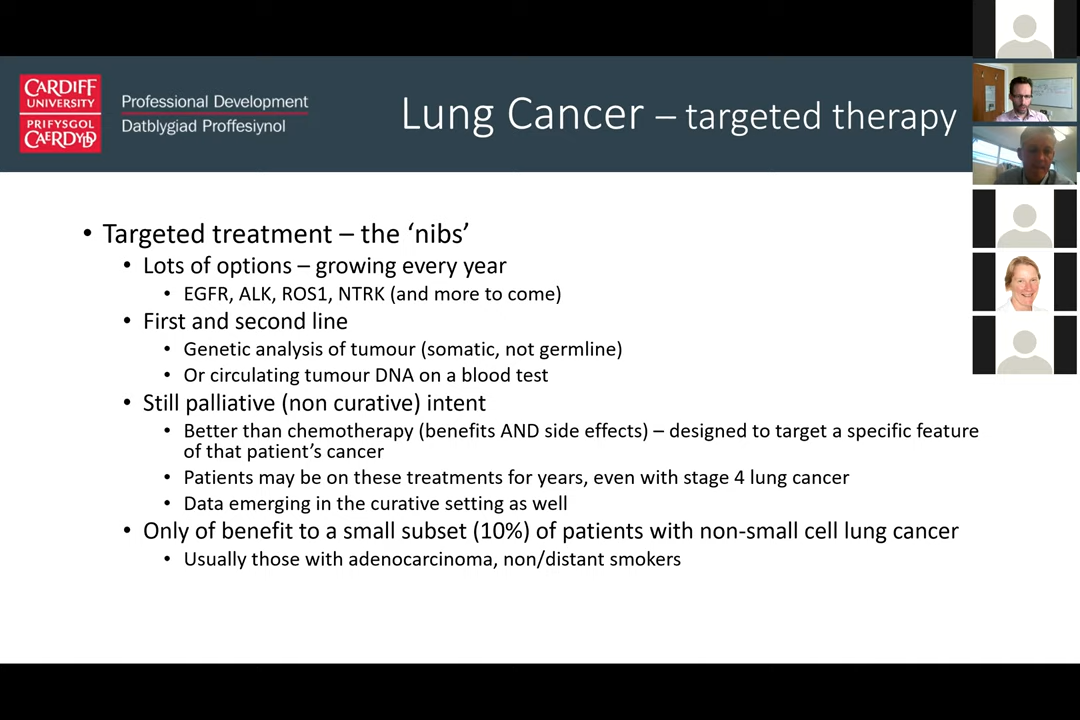 CARDIFF
UNIVERSITY
PRIFYSGOL
CAERDYDD
Professional Development
Datblygiad Proffesiynol
Lung Cancer – targeted therapy
• Targeted treatment – the ‘nibs’
• Lots of options – growing every year
• EGFR, ALK, ROS1, NTRK (and more to come)
• First and second line
• Genetic analysis of tumour (somatic, not germline)
• Or circulating tumour DNA on a blood test
• Still palliative (non curative) intent
• Better than chemotherapy (benefits AND side effects) – designed to target a specific feature
of that patient’s cancer
• Patients may be on these treatments for years, even with stage 4 lung cancer
• Data emerging in the curative setting as well
• Only of benefit to a small subset (10%) of patients with non-small cell lung cancer
• Usually those with adenocarcinoma, non/distant smokers